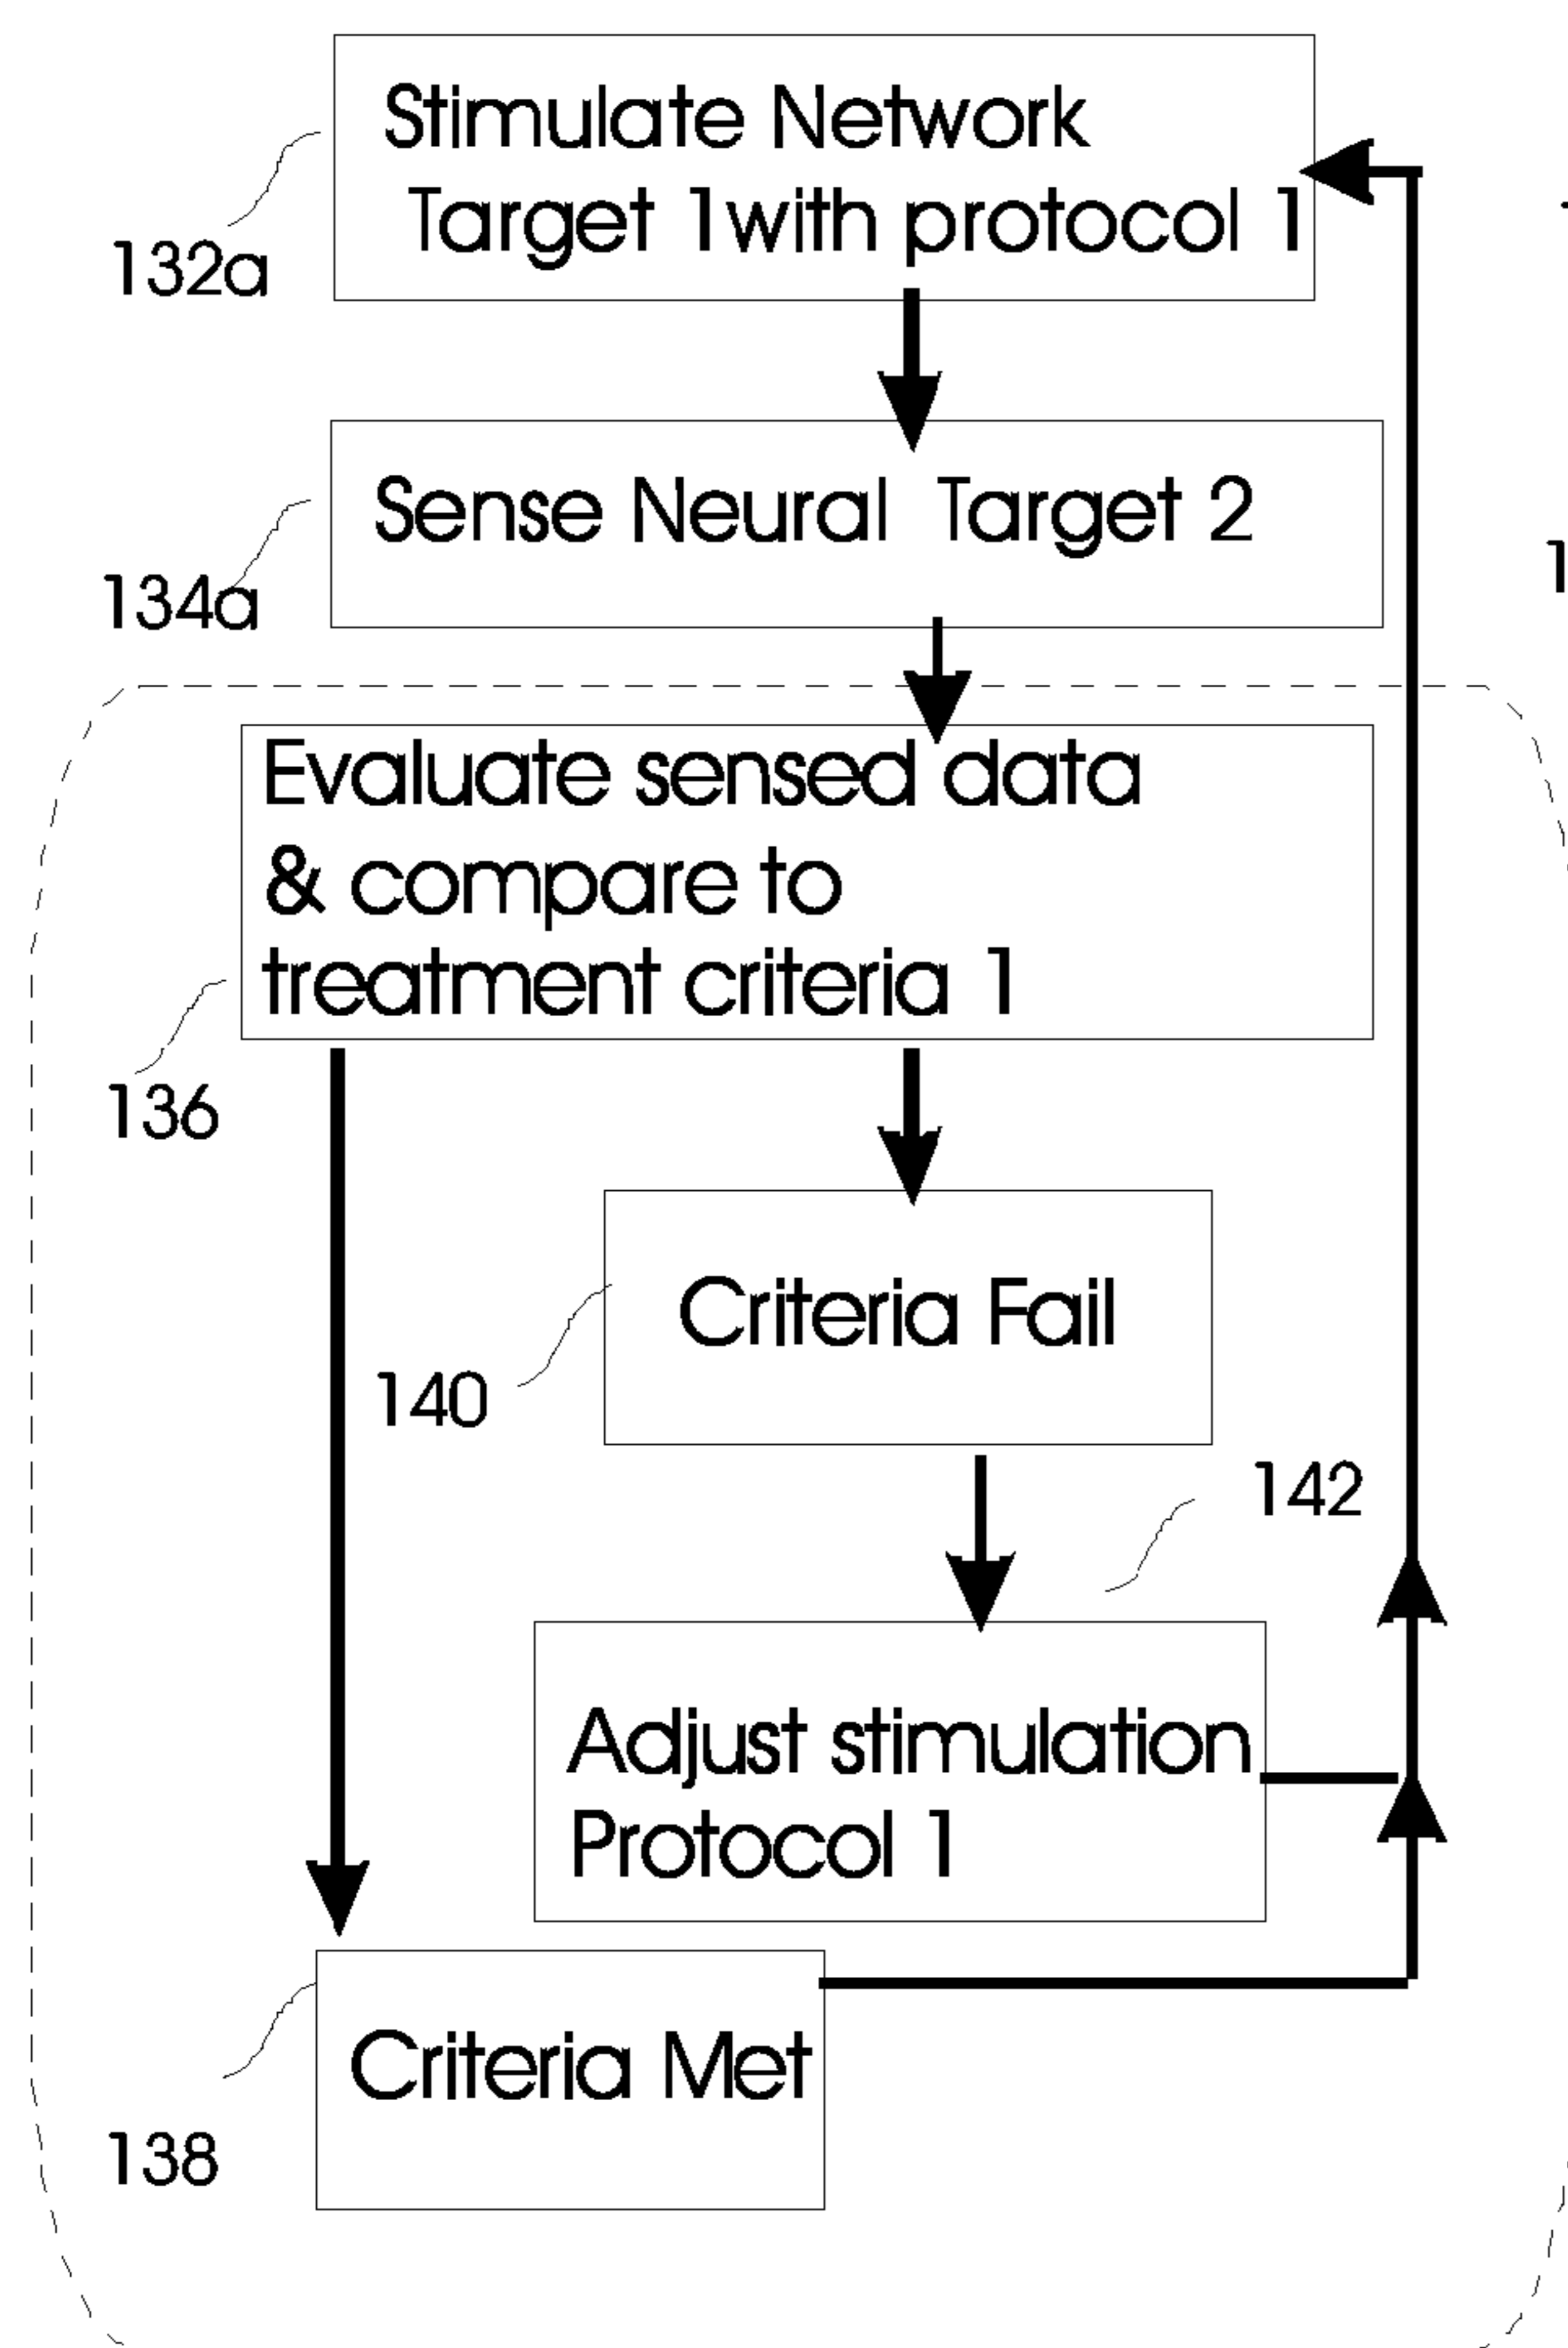 Stimulate Network
Target 1with protocol 1
132a
Sense Neural Target 2
134a
Evaluate sensed data
& compare to
treatment criteria 1
136
Criteria Fail
140
142
Adjust stimulation
Protocol 1
Criteria Met
138